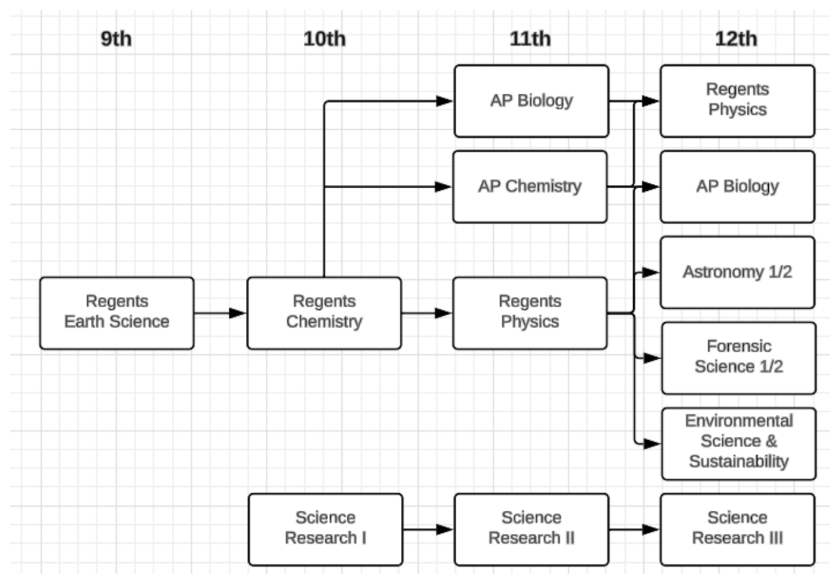 9th
10th
11th
12th
AP Biology
Regents
Physics
AP Chemistry
AP Biology
Astronomy 1/2
Regents
Earth Science
Regents
Chemistry
Regents
Physics
Forensic
Science 1/2
Environmental
Science &
Sustainability
Science
Research I
Science
Research II
Science
Research III